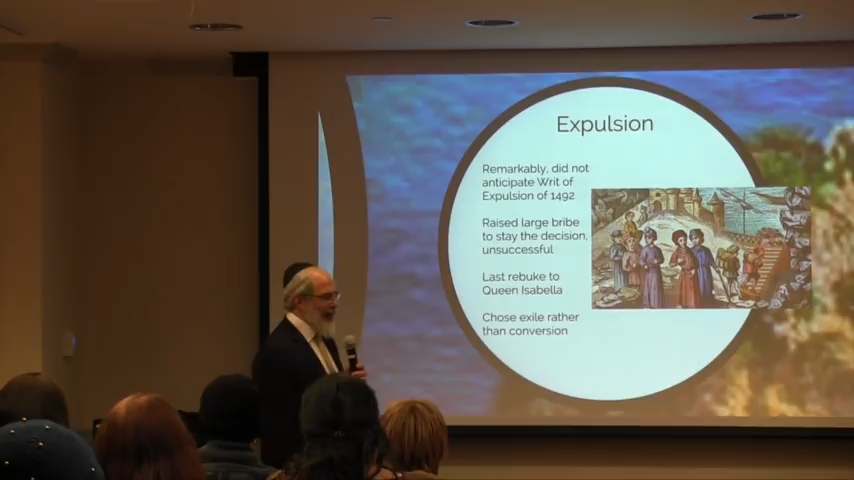 Expulsion
Remarkably, did not
anticipate Writ of
Expulsion of 1492
Raised large bribe
to stay the decision,
unsuccessful
Last rebuke to
Queen Isabella
Chose exile rather
than conversion